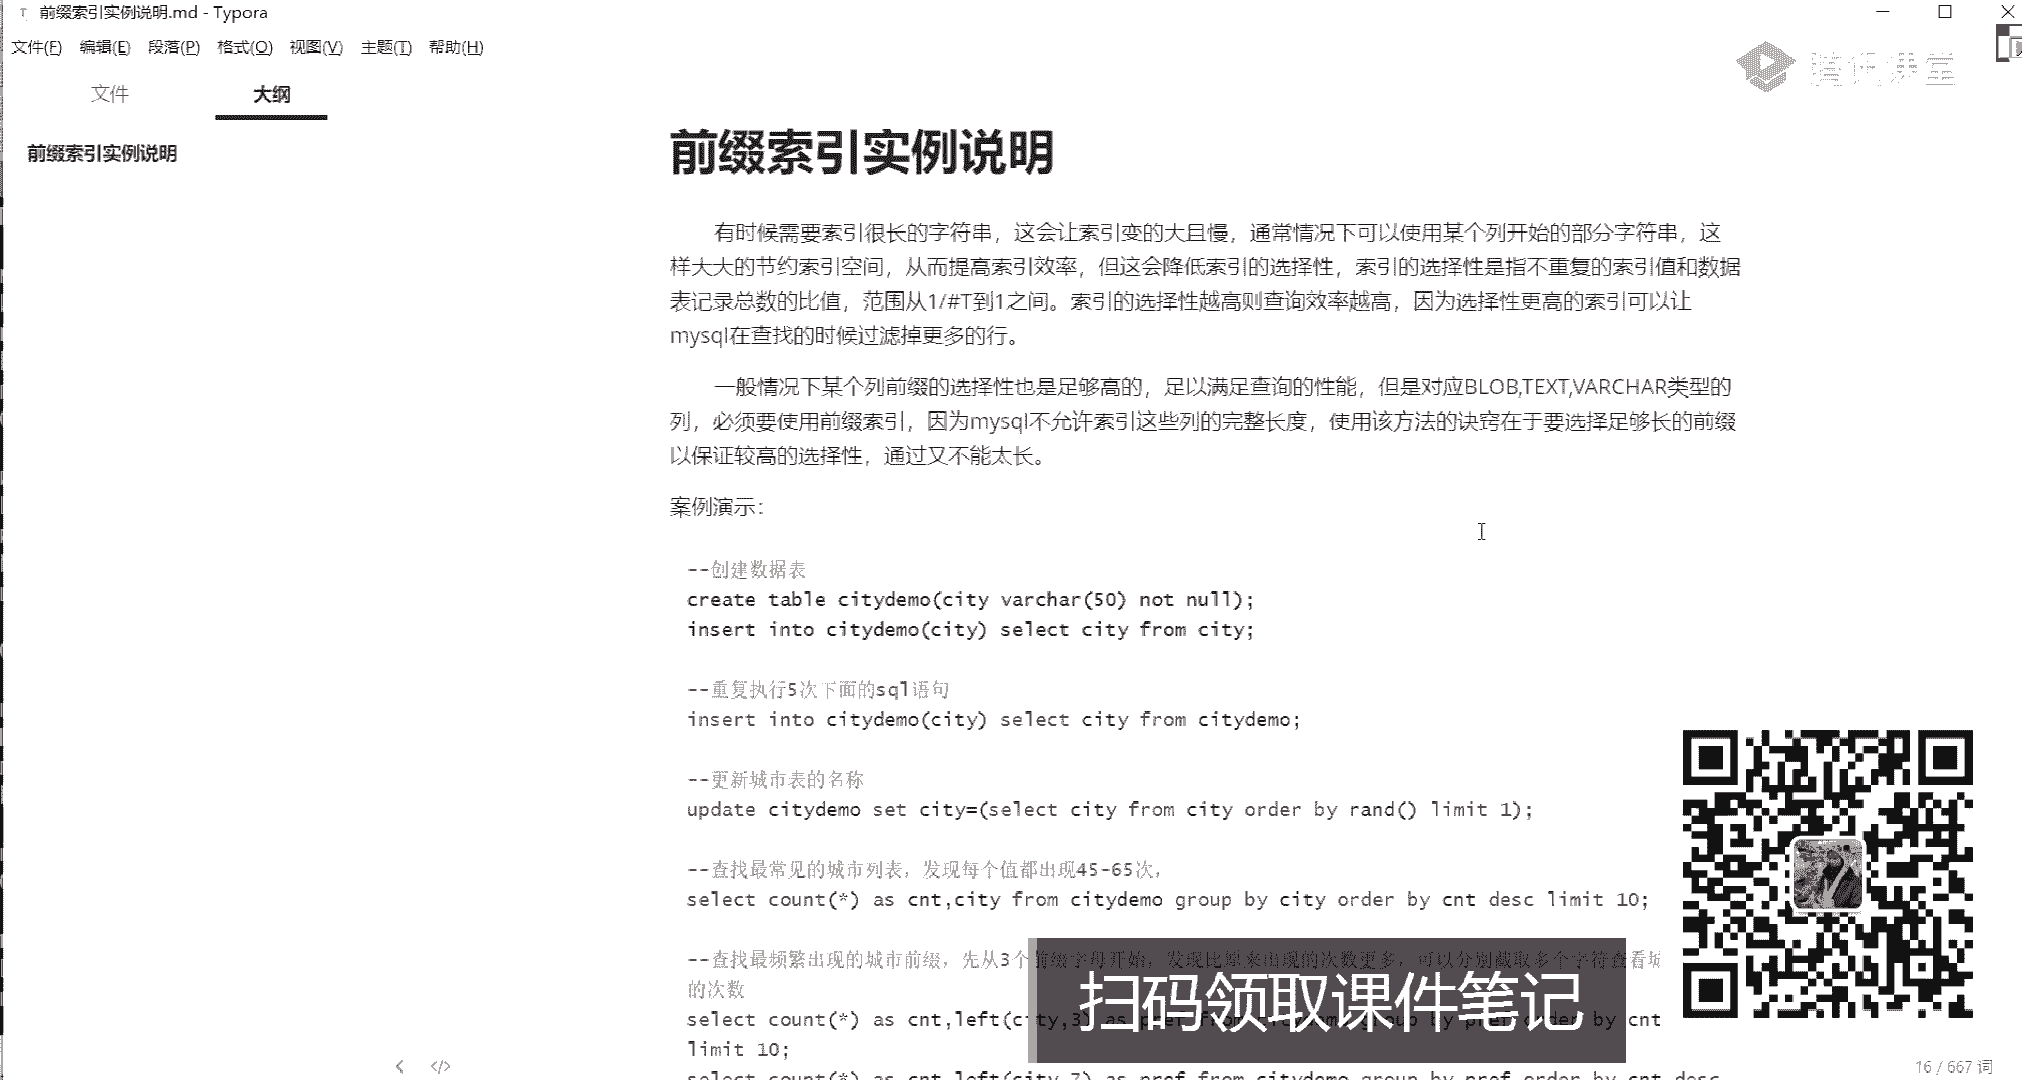 前缀索引实例说明.md - Typora
文件(F) 编辑(E) 段落(P) 格式(O) 视图(V) 主题(T) 帮助(H)
腾讯课堂
文件 大纲
前缀索引实例说明
前缀索引实例说明
有时候需要索引很长的字符串，这会让索引变的大且慢，通常情况下可以使用某个列开始的部分字符串，这
样大大的节约索引空间，从而提高索引效率，但这会降低索引的选择性，索引的选择性是指不重复的索引值和数据
表记录总数的比值，范围从1/#T到1之间。索引的选择性越高则查询效率越高，因为选择性更高的索引可以让
mysql在查找的时候过滤掉更多的行。
一般情况下某个列前缀的选择性也是足够高的，足以满足查询的性能，但是对应BLOB,TEXT,VARCHAR类型的
列，必须要使用前缀索引，因为mysql不允许索引这些列的完整长度，使用该方法的诀窍在于要选择足够长的前缀
以保证较高的选择性，通过又不能太长。
案例演示：
--创建数据表
create table citydemo(city varchar(50) not null);
insert into citydemo(city) select city from city;
--重复执行5次下面的sql语句
insert into citydemo(city) select city from citydemo;
--更新城市表的名称
update citydemo set city=(select city from city order by rand() limit 1);
--查找最常见的城市列表，发现每个值都出现45-65次，
select count(*) as cnt,city from citydemo group by city order by cnt desc limit 10;
--查找最频繁出现的城市前缀，先从3个前缀字母开始，发现比原来出现的次数更多，可以分别截取多个字符查看城
的次数
select count(*) as cnt,left(city,3) as pref from citydemo group by pref order by cnt
limit 10;
select count(*) as cnt,left(city,7) as pref from citydemo group by pref order by cnt desc
扫码领取课件笔记
16 / 667 词